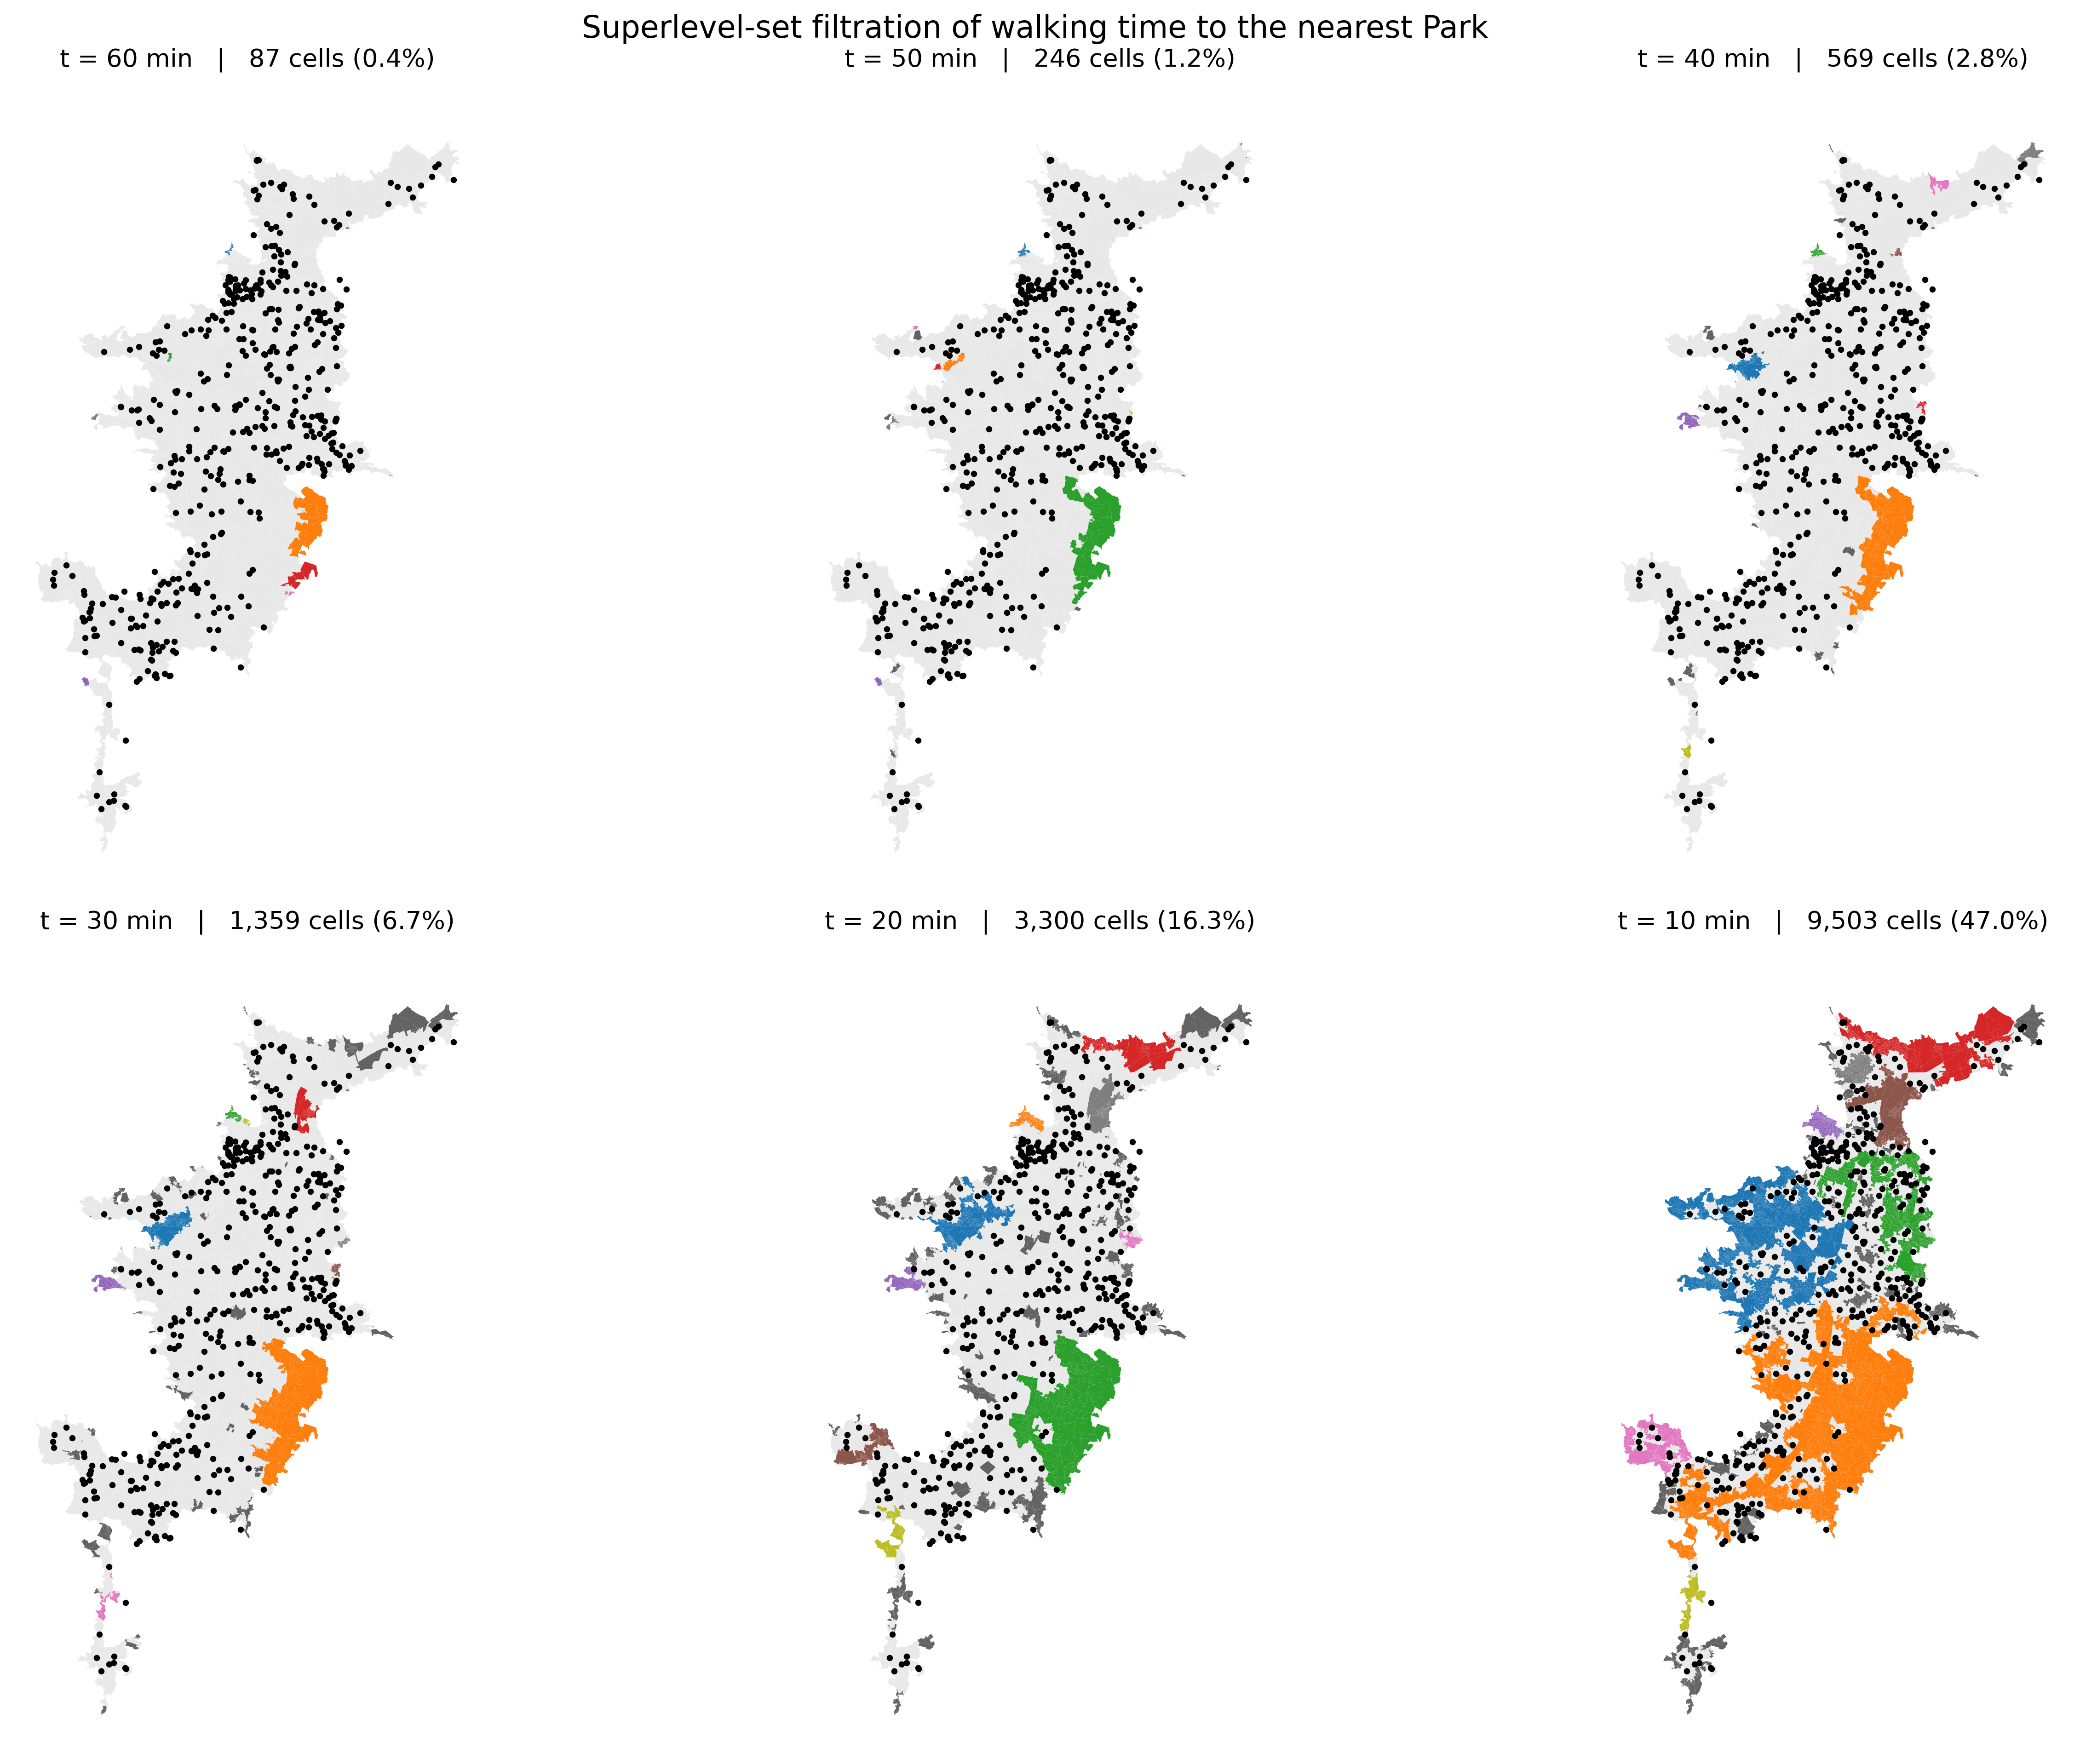 Superlevel-set filtration of walking time to the nearest Park
t = 60 min | 87 cells (0.4%)
t = 50 min | 246 cells (1.2%)
t = 40 min | 569 cells (2.8%)
t = 30 min | 1,359 cells (6.7%)
t = 20 min | 3,300 cells (16.3%)
t = 10 min | 9,503 cells (47.0%)